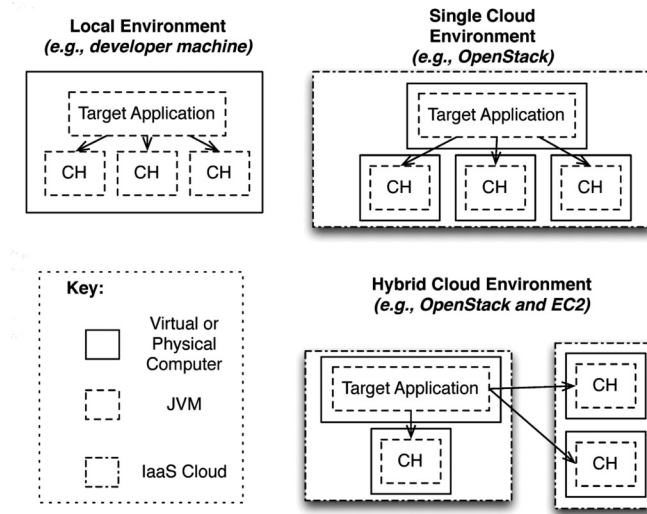 Local Environment
(e.g., developer machine)
Target Application
CH CH CH
Single Cloud
Environment
(e.g., OpenStack)
Target Application
CH CH CH
Key:
Virtual or
Physical
Computer
JVM
IaaS Cloud
Hybrid Cloud Environment
(e.g., OpenStack and EC2)
Target Application
CH
CH
CH